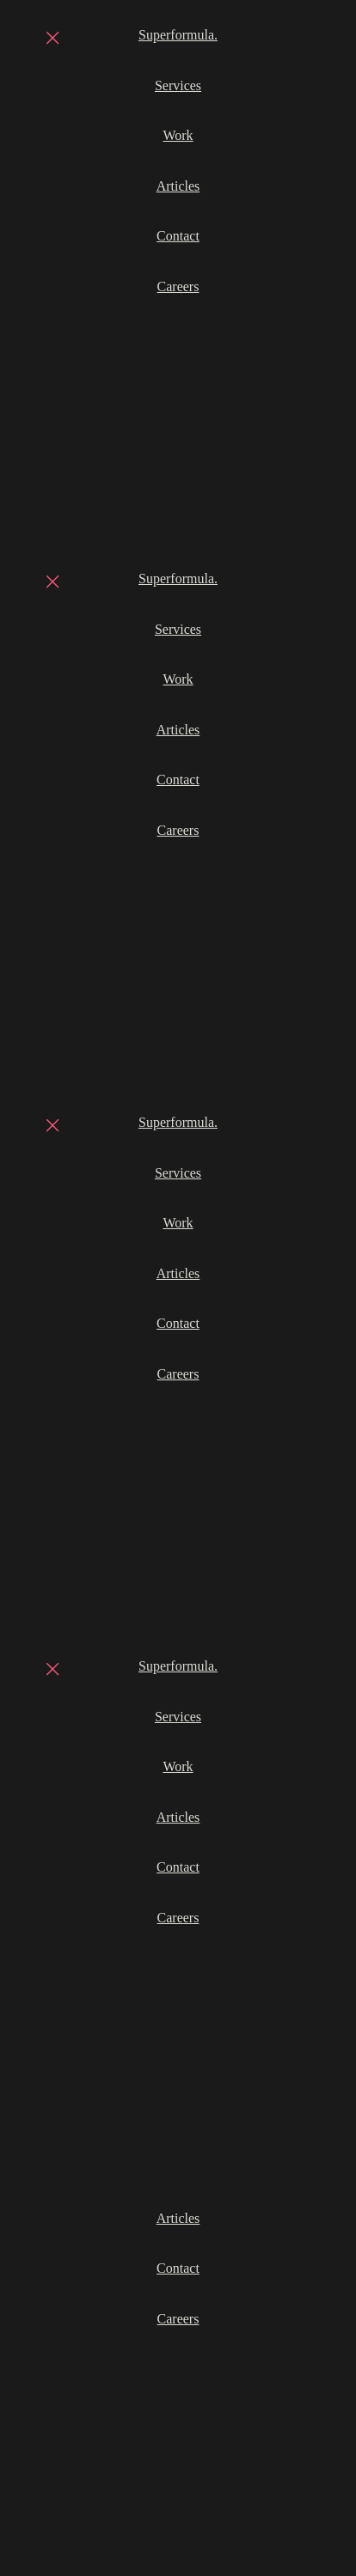 Superformula.
Services
Work
Articles
Contact
Careers
Superformula.
Services
Work
Articles
Contact
Careers
Superformula.
Services
Work
Articles
Contact
Careers
Superformula.
Services
Work
Articles
Contact
Careers
Articles
Contact
Careers